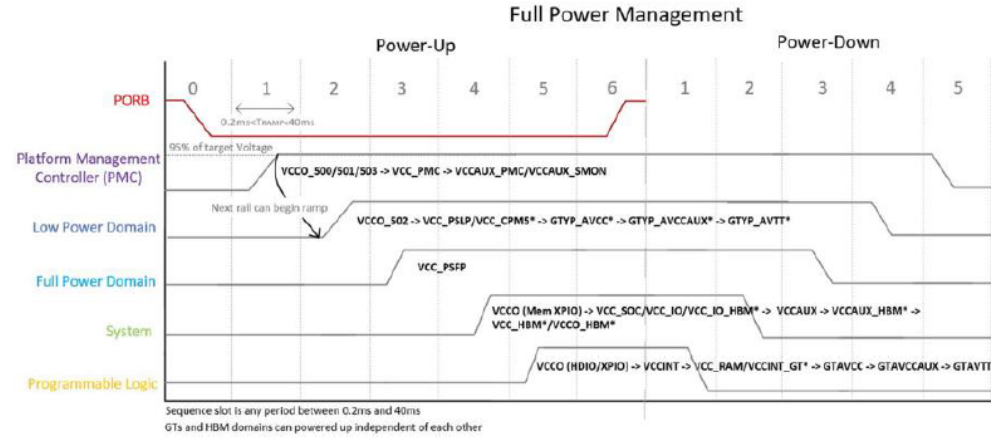 Full Power Management
Power-Up
Power-Down
0 1 2 3 4 5 6 1 2 3 4 5
PORB
0.2ms<TRAMP<40ms
95% of target Voltage
Platform Management
Controller (PMC)
VCCO_500/501/503 -> VCC_PMC -> VCCAUX_PMC/VCCAUX_SMON
Next rail can begin ramp
Low Power Domain
VCCO_502 -> VCC_PSLP/VCC_CPM5* -> GTYP_AVCC* -> GTYP_AVCCAUX* -> GTYP_AVTT*
Full Power Domain
VCC_PSFP
System
VCCO (Mem XPIO) -> VCC_SOC/VCC_IO/VCC_IO_HBM* -> VCCAUX -> VCCAUX_HBM* ->
VCC_HBM*/VCCO_HBM*
Programmable Logic
VCCO (HDIO/XPIO) -> VCCINT -> VCC_RAM/VCCINT_GT* -> GTAVCC -> GTAVCCAUX -> GTAVTT
Sequence slot is any period between 0.2ms and 40ms
GTs and HBM domains can powered up independent of each other